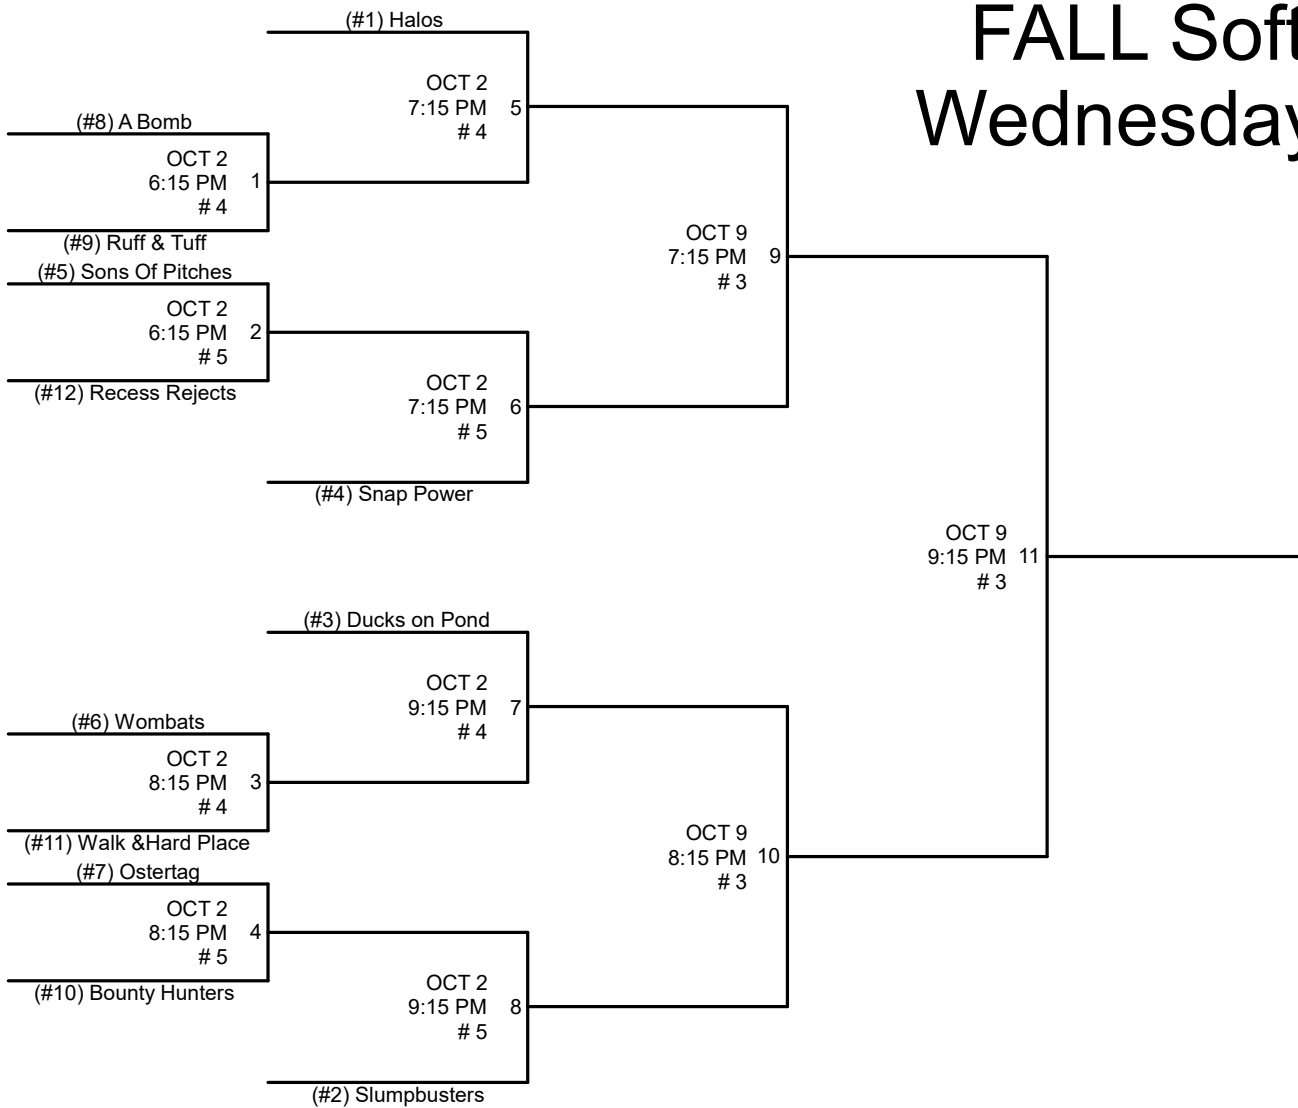 (#1) Halos
FALL Soft
Wednesday
OCT 2
7:15 PM 5
# 4
(#8) A Bomb
OCT 2
6:15 PM 1
# 4
(#9) Ruff & Tuff
(#5) Sons Of Pitches
OCT 2
6:15 PM 2
# 5
(#12) Recess Rejects
OCT 9
7:15 PM 9
# 3
OCT 2
7:15 PM 6
# 5
(#4) Snap Power
OCT 9
9:15 PM 11
# 3
(#3) Ducks on Pond
OCT 2
9:15 PM 7
# 4
(#6) Wombats
OCT 2
8:15 PM 3
# 4
(#11) Walk &Hard Place
(#7) Ostertag
OCT 2
8:15 PM 4
# 5
(#10) Bounty Hunters
OCT 9
8:15 PM 10
# 3
OCT 2
9:15 PM 8
# 5
(#2) Slumpbusters